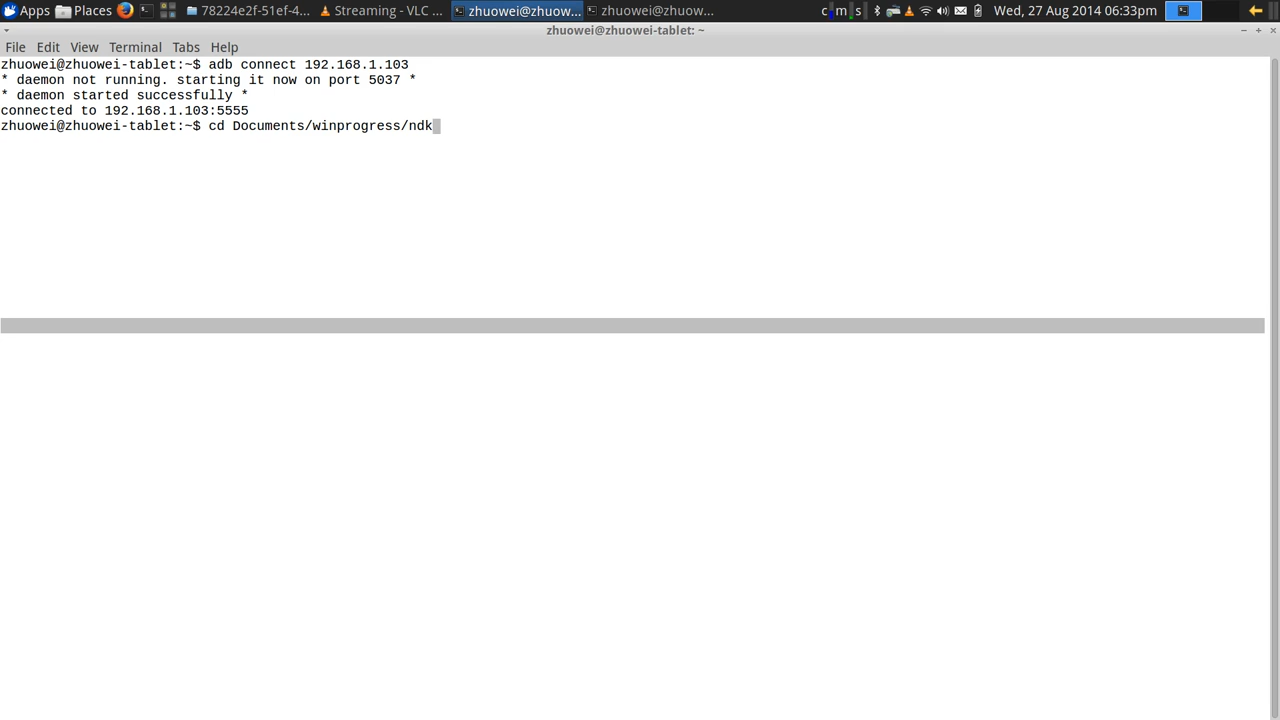 Apps Places 78224e2f-51ef-4... Streaming - VLC ... zhuowei@zhuow... zhuowei@zhuow... Wed, 27 Aug 2014 06:33pm
zhuowei@zhuowei-tablet: ~
File Edit View Terminal Tabs Help
zhuowei@zhuowei-tablet:~$ adb connect 192.168.1.103
* daemon not running. starting it now on port 5037 *
* daemon started successfully *
connected to 192.168.1.103:5555
zhuowei@zhuowei-tablet:~$ cd Documents/winprogress/ndk